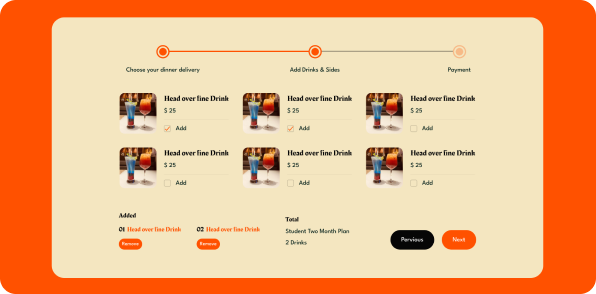 Choose your dinner delivery
Add Drinks & Sides
Payment
Head over fine Drink
$ 25
Add
Head over fine Drink
$ 25
Add
Head over fine Drink
$ 25
Add
Head over fine Drink
$ 25
Add
Head over fine Drink
$ 25
Add
Head over fine Drink
$ 25
Add
Added
01 Head over fine Drink
Remove
02 Head over fine Drink
Remove
Total
Student Two Month Plan
2 Drinks
Pervious
Next